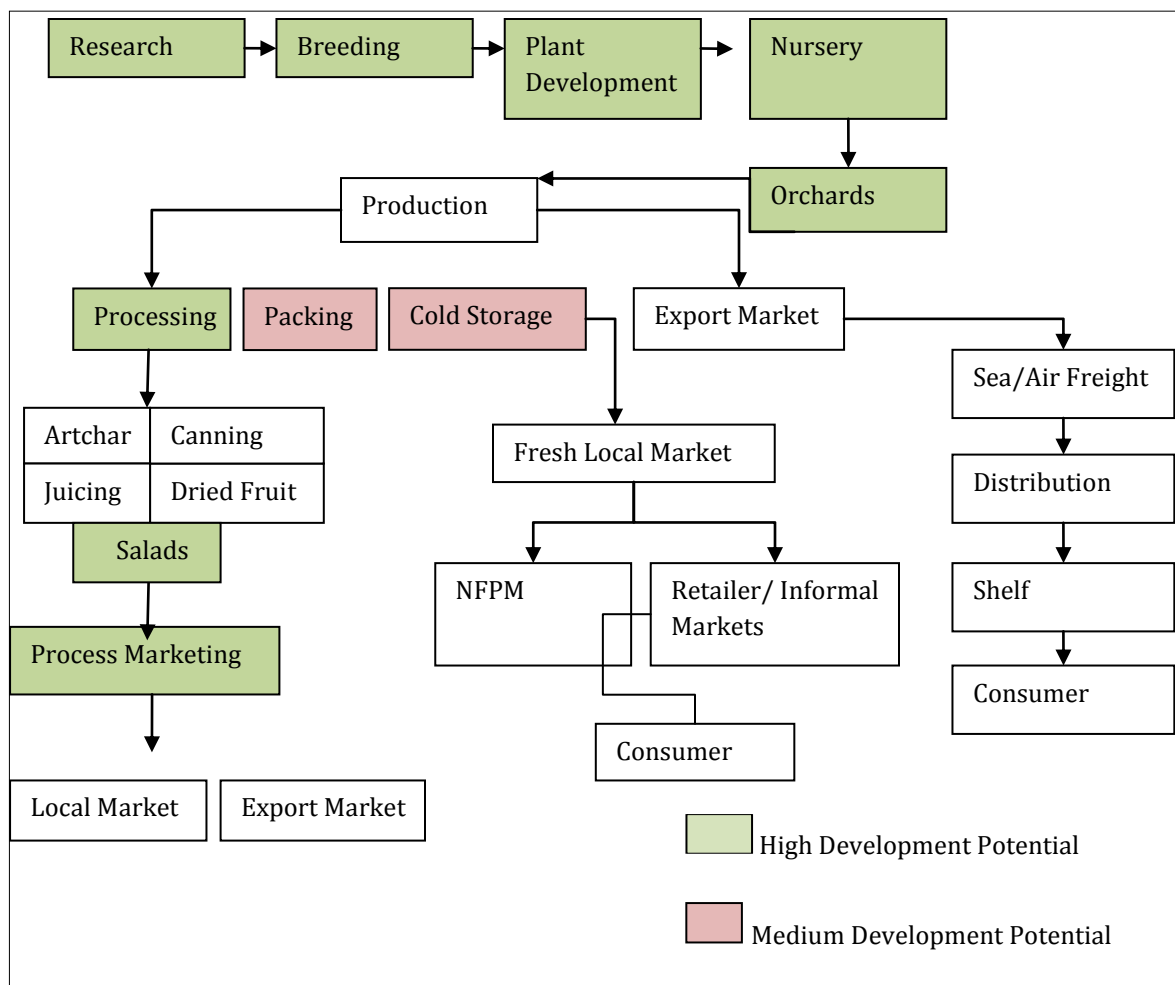 Research
Breeding
Plant
Development
Nursery
Orchards
Production
Processing
Packing
Cold Storage
Export Market
Sea/Air Freight
Artchar
Canning
Juicing
Dried Fruit
Salads
Fresh Local Market
Distribution
NFPM
Retailer/ Informal
Markets
Shelf
Process Marketing
Consumer
Consumer
Local Market
Export Market
High Development Potential
Medium Development Potential